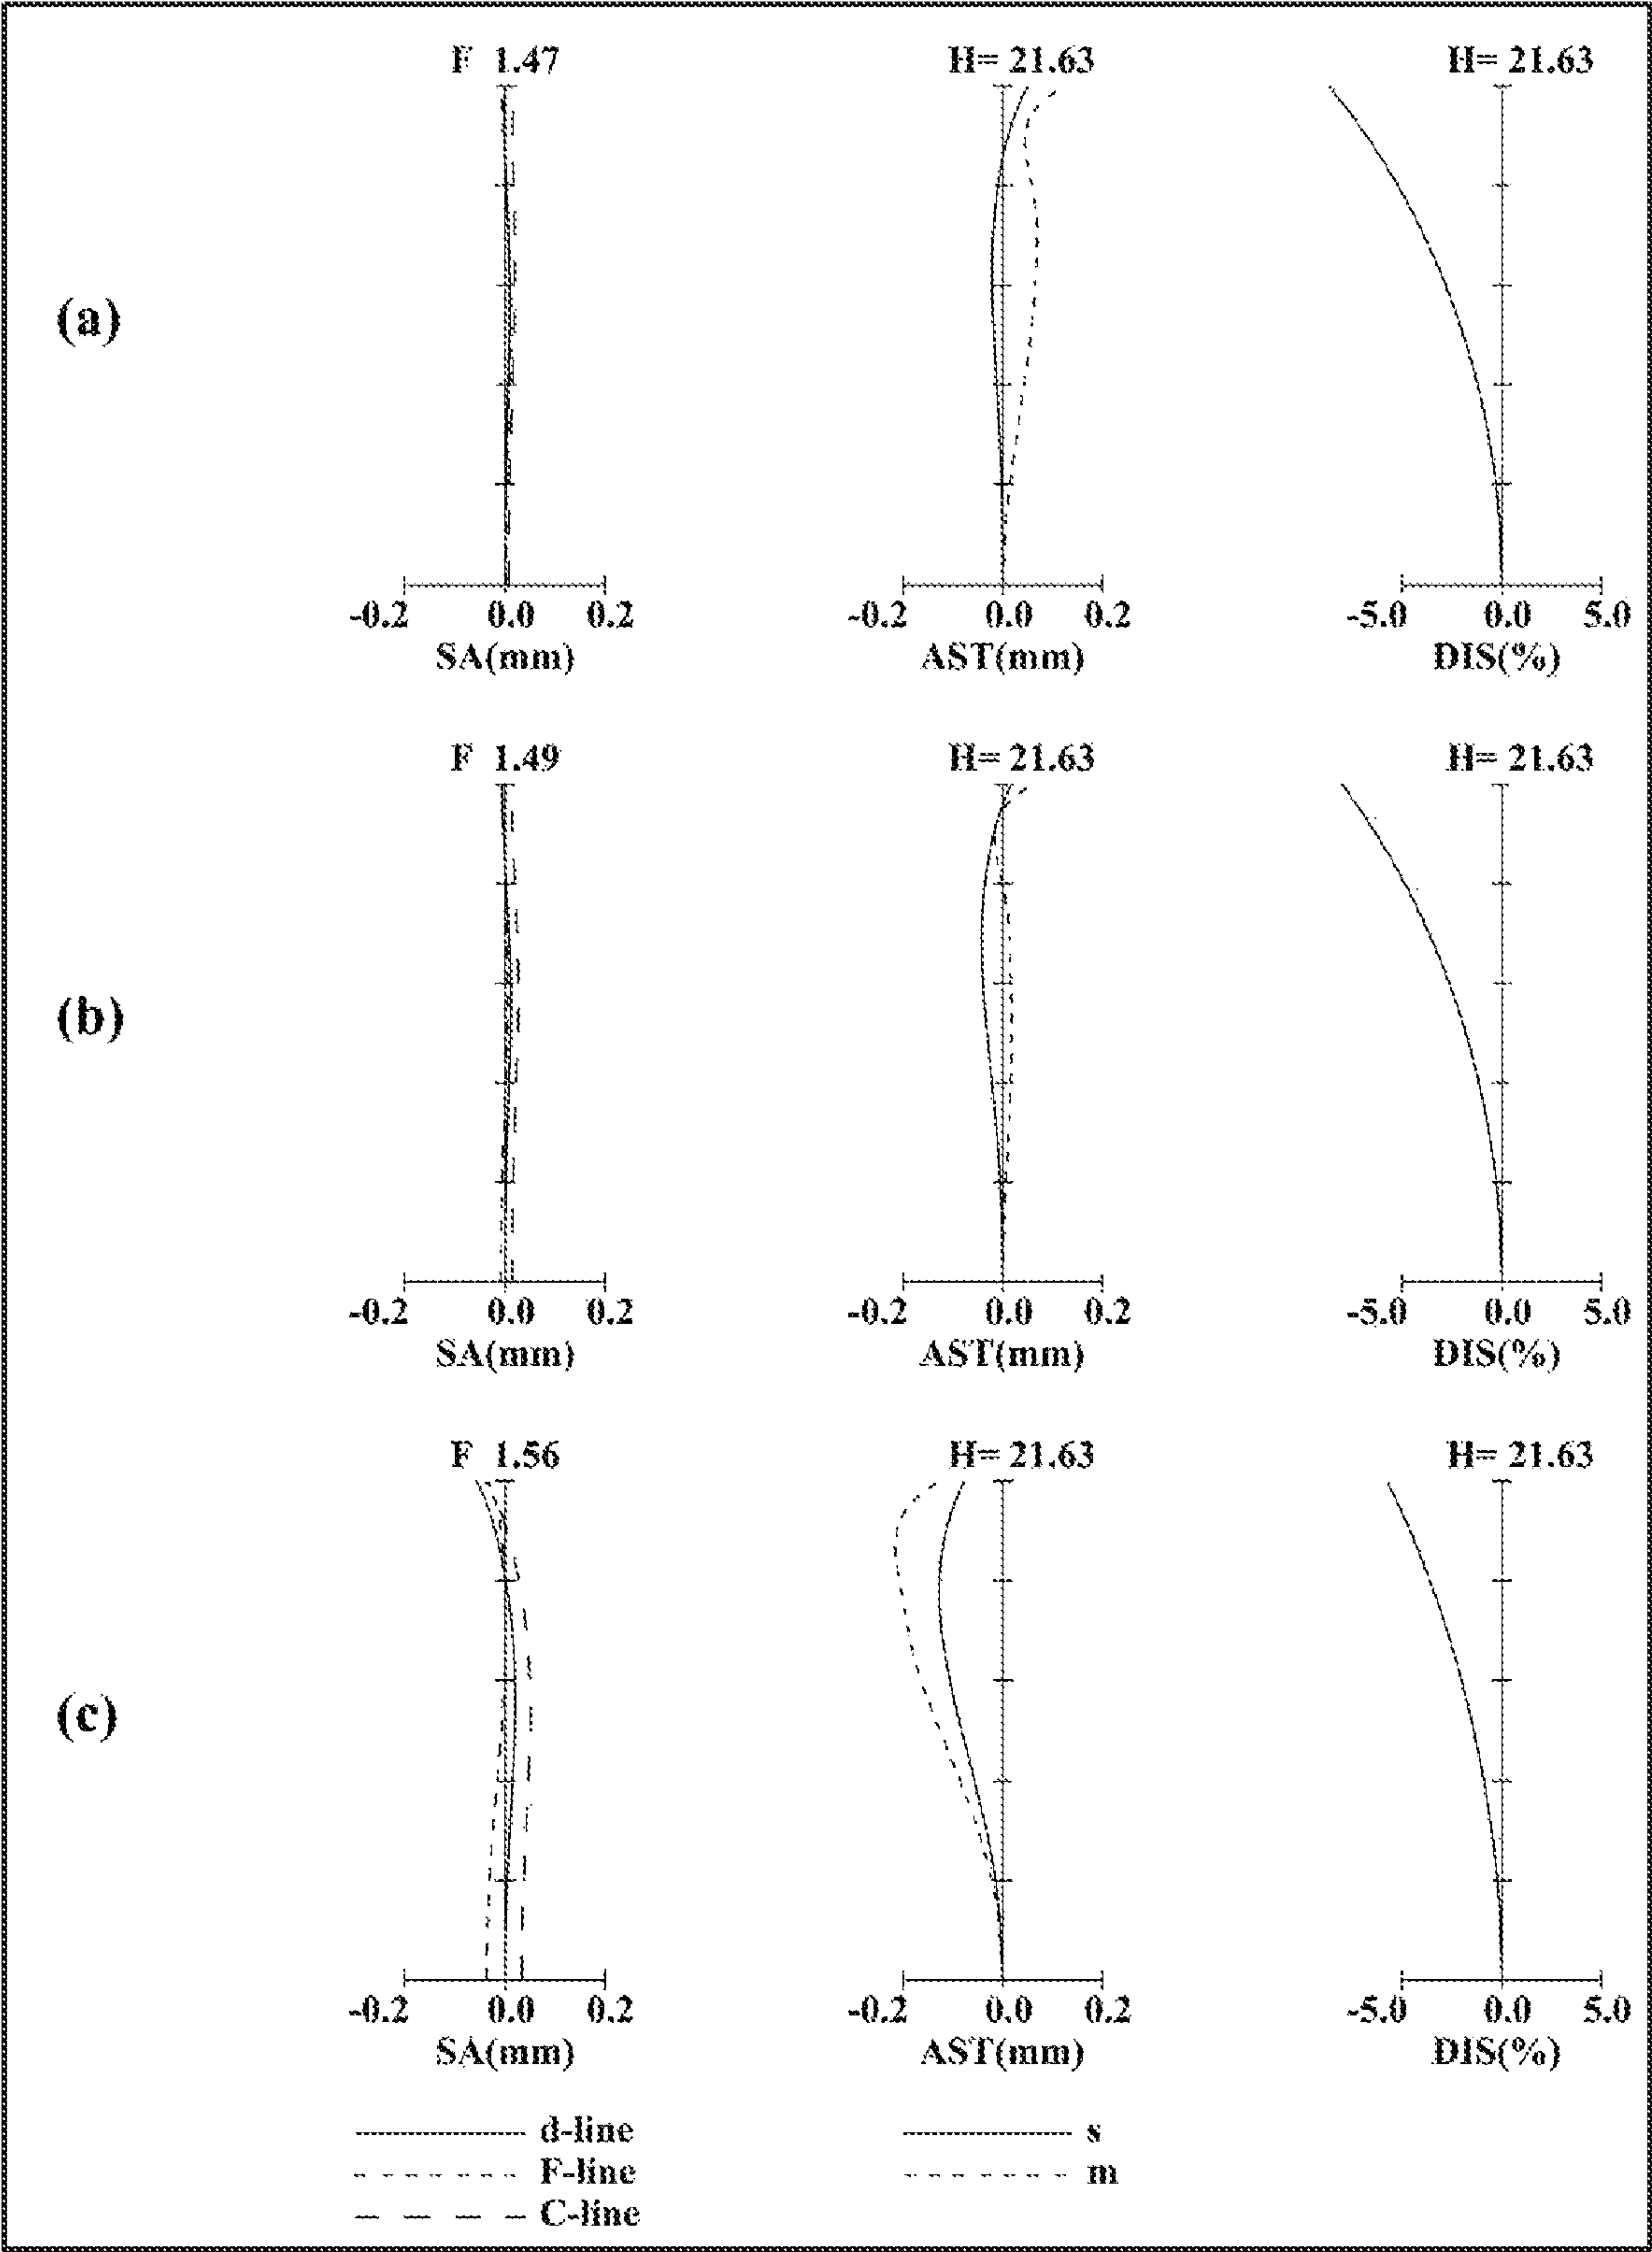 F 1.47 H= 21.63 H= 21.63
(a)
-0.2 0.0 0.2 -0.2 0.0 0.2 -5.0 0.0 5.0
SA(mm) AST(mm) DIS(%)
F 1.49 H= 21.63 H= 21.63
(b)
-0.2 0.0 0.2 -0.2 0.0 0.2 -5.0 0.0 5.0
SA(mm) AST(mm) DIS(%)
F 1.56 H= 21.63 H= 21.63
(c)
-0.2 0.0 0.2 -0.2 0.0 0.2 -5.0 0.0 5.0
SA(mm) AST(mm) DIS(%)
d-line s
F-line m
C-line